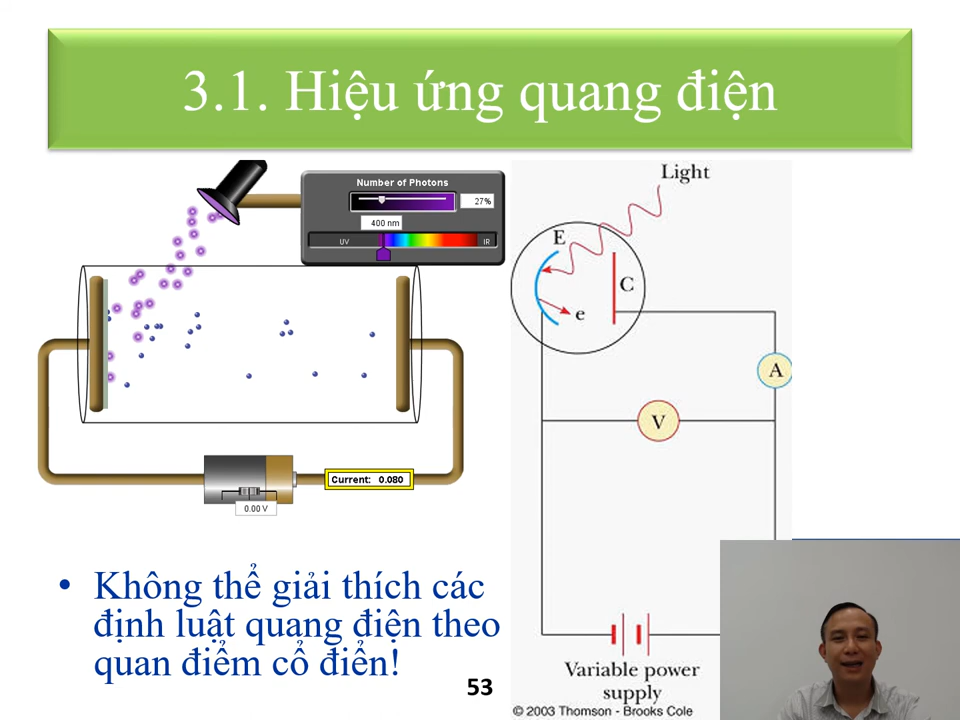 3.1. Hiệu ứng quang điện
Number of Photons
27%
400 nm
UV
IR
Current: 0.080
0.00 V
Light
E
C
e
A
V
Variable power
supply
© 2003 Thomson - Brooks Cole
• Không thể giải thích các
định luật quang điện theo
quan điểm cổ điển!
53